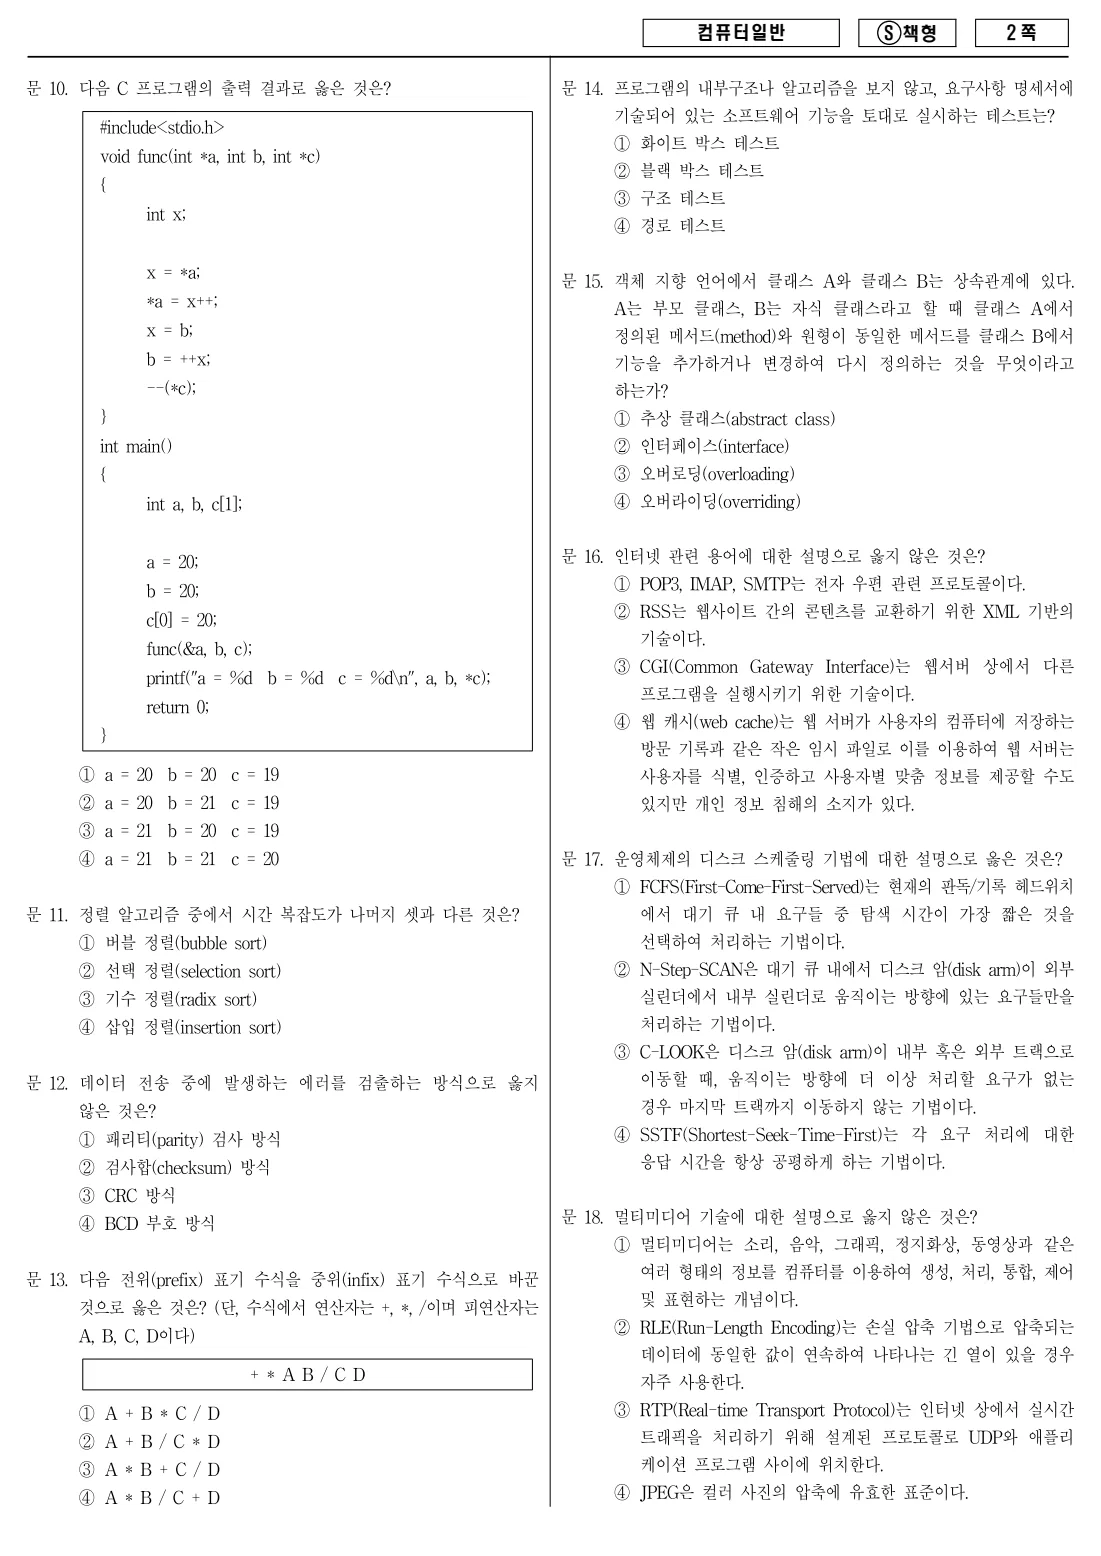 컴퓨터일반
Ⓢ책형
2쪽
문 10. 다음 C 프로그램의 출력 결과로 옳은 것은?
#include<stdio.h>
void func(int *a, int b, int *c)
{
int x;
x = *a;
*a = x++;
x = b;
b = ++x;
--(*c);
}
int main()
{
int a, b, c[1];
a = 20;
b = 20;
c[0] = 20;
func(&a, b, c);
printf("a = %d b = %d c = %d\n", a, b, *c);
return 0;
}
① a = 20 b = 20 c = 19
② a = 20 b = 21 c = 19
③ a = 21 b = 20 c = 19
④ a = 21 b = 21 c = 20
문 11. 정렬 알고리즘 중에서 시간 복잡도가 나머지 셋과 다른 것은?
① 버블 정렬(bubble sort)
② 선택 정렬(selection sort)
③ 기수 정렬(radix sort)
④ 삽입 정렬(insertion sort)
문 12. 데이터 전송 중에 발생하는 에러를 검출하는 방식으로 옳지
않은 것은?
① 패리티(parity) 검사 방식
② 검사합(checksum) 방식
③ CRC 방식
④ BCD 부호 방식
문 13. 다음 전위(prefix) 표기 수식을 중위(infix) 표기 수식으로 바꾼
것으로 옳은 것은? (단, 수식에서 연산자는 +, *, /이며 피연산자는
A, B, C, D이다)
+ * A B / C D
① A + B * C / D
② A + B / C * D
③ A * B + C / D
④ A * B / C + D
문 14. 프로그램의 내부구조나 알고리즘을 보지 않고, 요구사항 명세서에
기술되어 있는 소프트웨어 기능을 토대로 실시하는 테스트는?
① 화이트 박스 테스트
② 블랙 박스 테스트
③ 구조 테스트
④ 경로 테스트
문 15. 객체 지향 언어에서 클래스 A와 클래스 B는 상속관계에 있다.
A는 부모 클래스, B는 자식 클래스라고 할 때 클래스 A에서
정의된 메서드(method)와 원형이 동일한 메서드를 클래스 B에서
기능을 추가하거나 변경하여 다시 정의하는 것을 무엇이라고
하는가?
① 추상 클래스(abstract class)
② 인터페이스(interface)
③ 오버로딩(overloading)
④ 오버라이딩(overriding)
문 16. 인터넷 관련 용어에 대한 설명으로 옳지 않은 것은?
① POP3, IMAP, SMTP는 전자 우편 관련 프로토콜이다.
② RSS는 웹사이트 간의 콘텐츠를 교환하기 위한 XML 기반의
기술이다.
③ CGI(Common Gateway Interface)는 웹서버 상에서 다른
프로그램을 실행시키기 위한 기술이다.
④ 웹 캐시(web cache)는 웹 서버가 사용자의 컴퓨터에 저장하는
방문 기록과 같은 작은 임시 파일로 이를 이용하여 웹 서버는
사용자를 식별, 인증하고 사용자별 맞춤 정보를 제공할 수도
있지만 개인 정보 침해의 소지가 있다.
문 17. 운영체제의 디스크 스케줄링 기법에 대한 설명으로 옳은 것은?
① FCFS(First-Come-First-Served)는 현재의 판독/기록 헤드위치
에서 대기 큐 내 요구들 중 탐색 시간이 가장 짧은 것을
선택하여 처리하는 기법이다.
② N-Step-SCAN은 대기 큐 내에서 디스크 암(disk arm)이 외부
실린더에서 내부 실린더로 움직이는 방향에 있는 요구들만을
처리하는 기법이다.
③ C-LOOK은 디스크 암(disk arm)이 내부 혹은 외부 트랙으로
이동할 때, 움직이는 방향에 더 이상 처리할 요구가 없는
경우 마지막 트랙까지 이동하지 않는 기법이다.
④ SSTF(Shortest-Seek-Time-First)는 각 요구 처리에 대한
응답 시간을 항상 공평하게 하는 기법이다.
문 18. 멀티미디어 기술에 대한 설명으로 옳지 않은 것은?
① 멀티미디어는 소리, 음악, 그래픽, 정지화상, 동영상과 같은
여러 형태의 정보를 컴퓨터를 이용하여 생성, 처리, 통합, 제어
및 표현하는 개념이다.
② RLE(Run-Length Encoding)는 손실 압축 기법으로 압축되는
데이터에 동일한 값이 연속하여 나타나는 긴 열이 있을 경우
자주 사용한다.
③ RTP(Real-time Transport Protocol)는 인터넷 상에서 실시간
트래픽을 처리하기 위해 설계된 프로토콜로 UDP와 애플리
케이션 프로그램 사이에 위치한다.
④ JPEG은 컬러 사진의 압축에 유효한 표준이다.